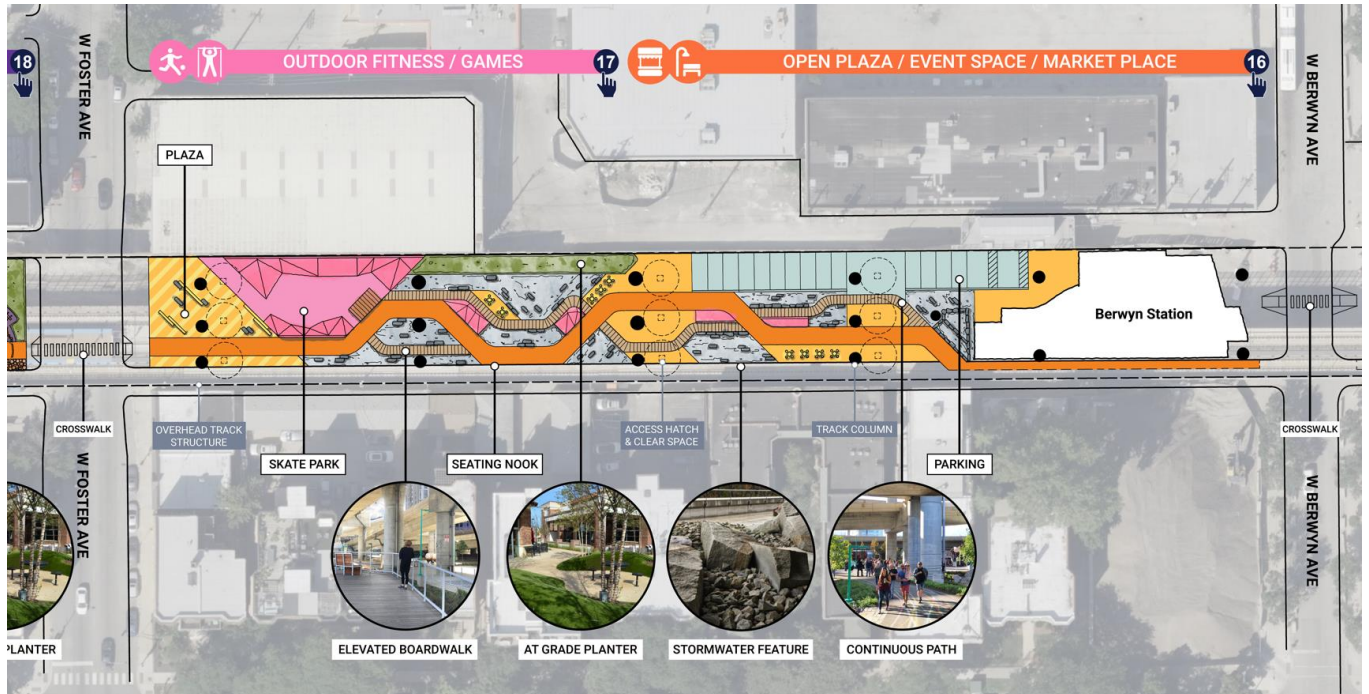 18
W FOSTER AVE
OUTDOOR FITNESS / GAMES
17
OPEN PLAZA / EVENT SPACE / MARKET PLACE
16
W BERWYN AVE
PLAZA
Berwyn Station
CROSSWALK
OVERHEAD TRACK
STRUCTURE
ACCESS HATCH
& CLEAR SPACE
TRACK COLUMN
CROSSWALK
SKATE PARK
SEATING NOOK
PARKING
W FOSTER AVE
W BERWYN AVE
PLANTER
ELEVATED BOARDWALK
AT GRADE PLANTER
STORMWATER FEATURE
CONTINUOUS PATH